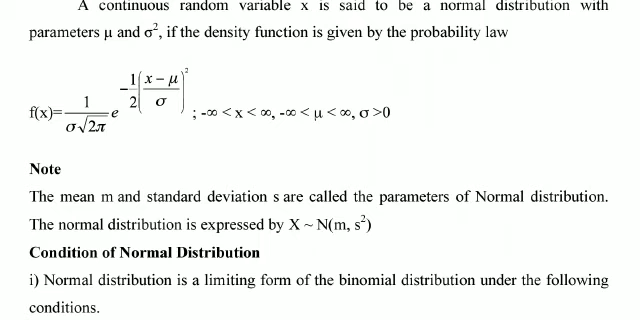 A continuous random variable x is said to be a normal distribution with
parameters μ and σ², if the density function is given by the probability law
f(x)= 1/(σ√2π) e^(-1/2((x − μ)/σ)²) ; -∞ < x < ∞, -∞ < μ < ∞, σ >0
Note
The mean m and standard deviation s are called the parameters of Normal distribution.
The normal distribution is expressed by X ~ N(m, s²)
Condition of Normal Distribution
i) Normal distribution is a limiting form of the binomial distribution under the following
conditions.